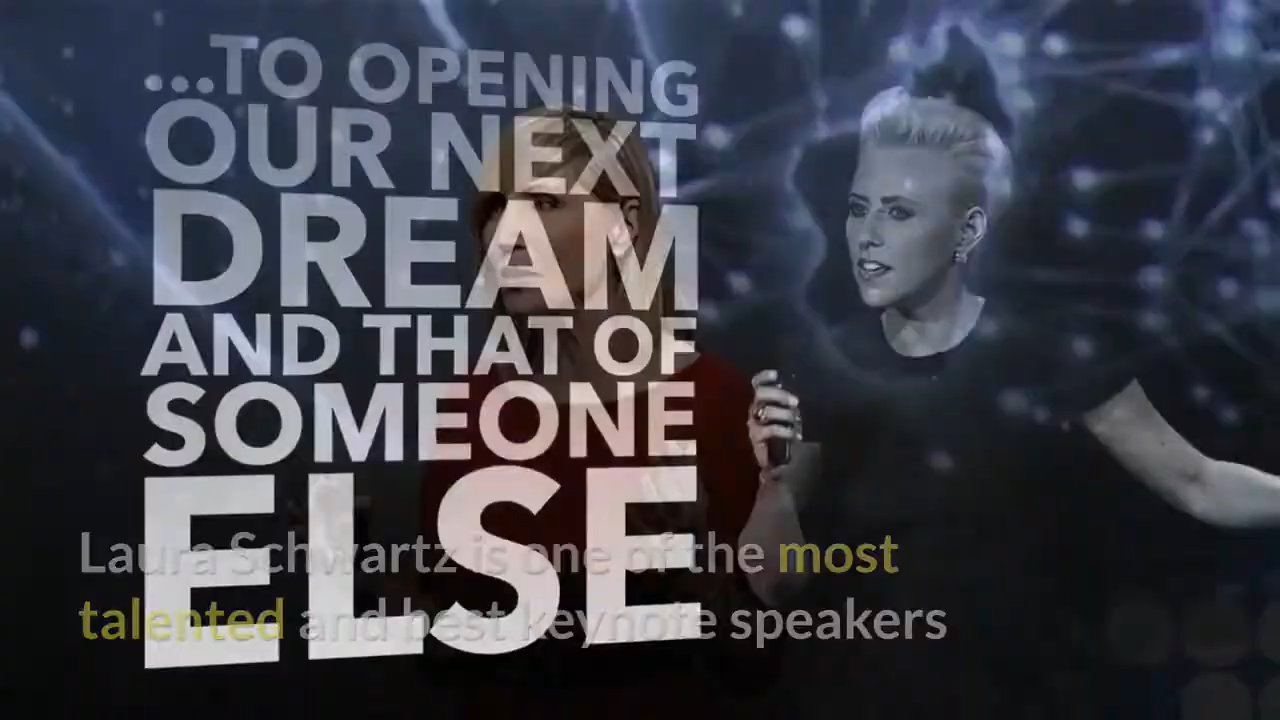 ...TO OPENING
OUR NEXT
DREAM
AND THAT OF
SOMEONE
ELSE
Laura Schwartz is one of the most
talented and best keynote speakers